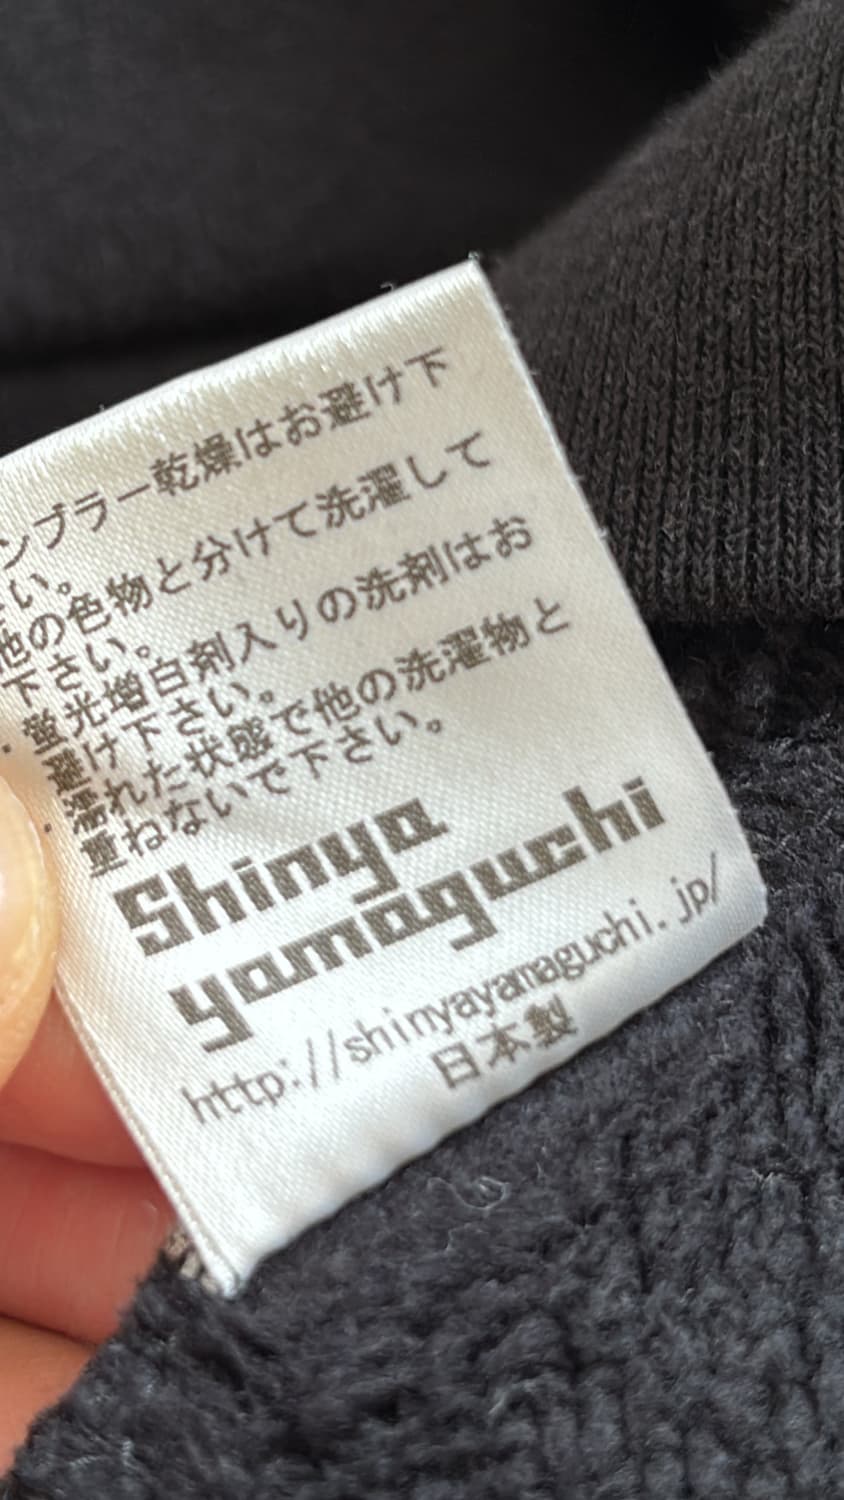 ンブラー乾燥はお避け下
い。
他の色物と分けて洗濯して
下さい。
・蛍光増白剤入りの洗剤はお
避け下さい。
・濡れた状態で他の洗濯物と
重ねないで下さい。
Shinya
yamaguchi
http://shinyayamaguchi.jp/
日本製